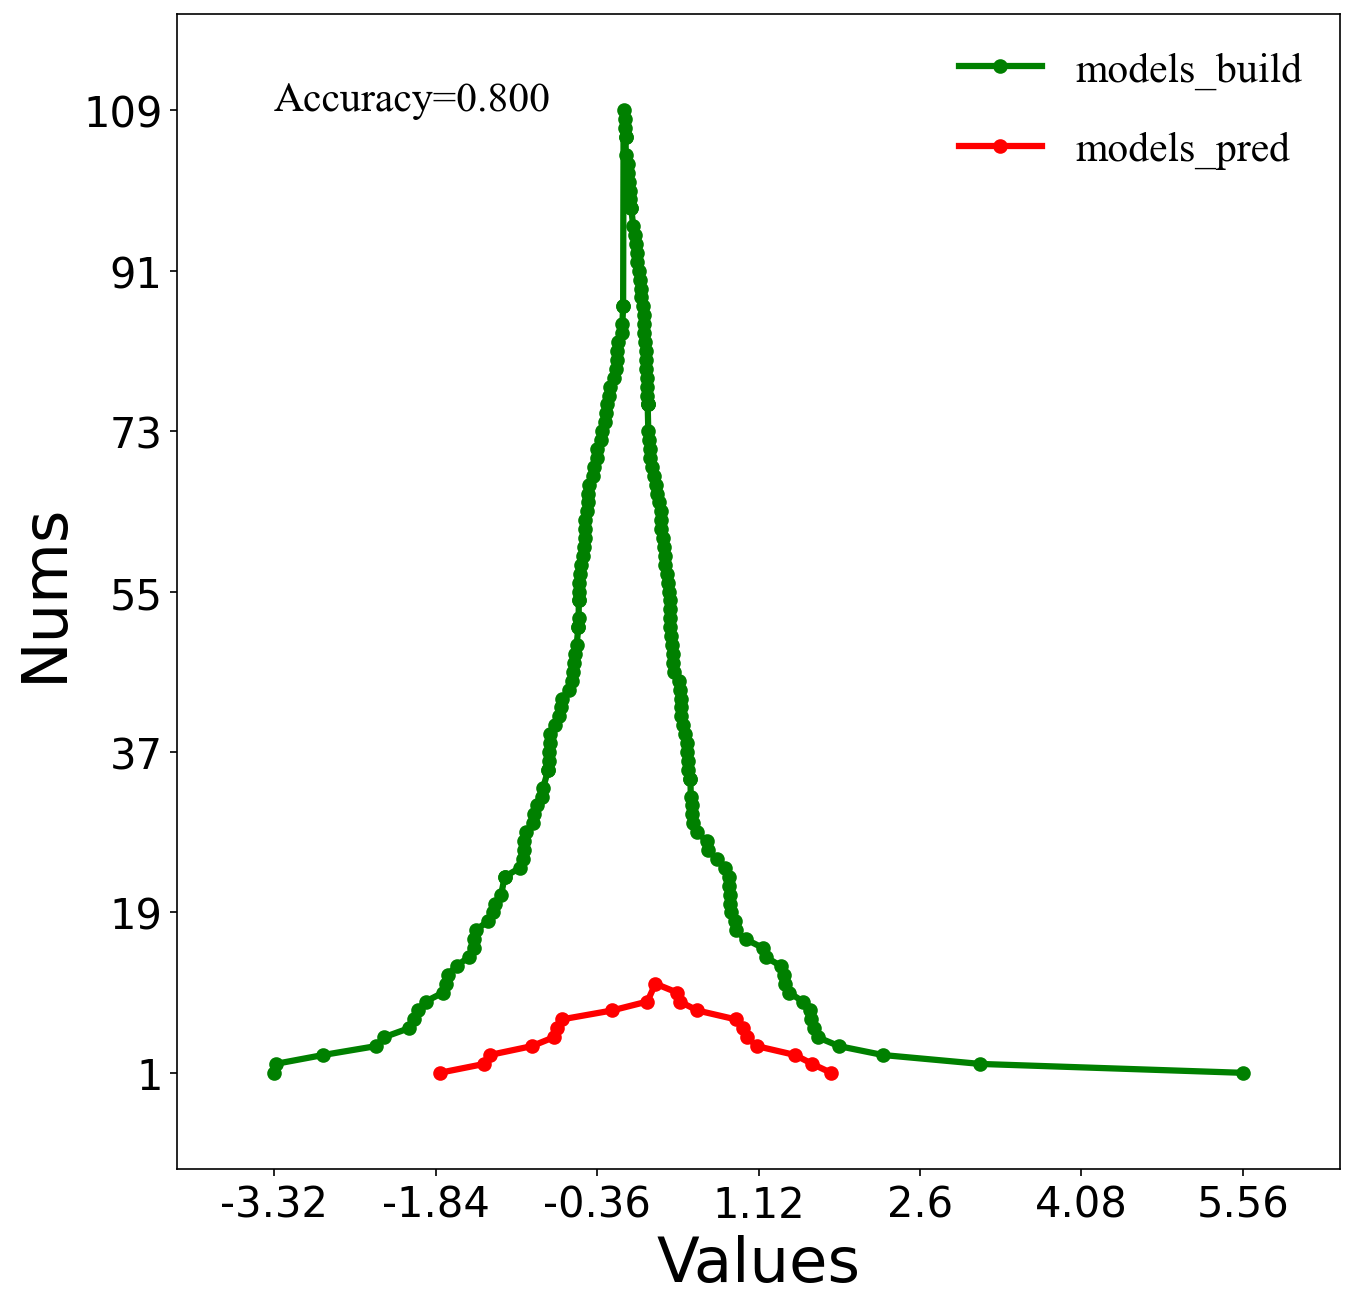 Accuracy=0.800
models_build
models_pred
109
91
73
55
37
19
1
Nums
-3.32
-1.84
-0.36
1.12
2.6
4.08
5.56
Values